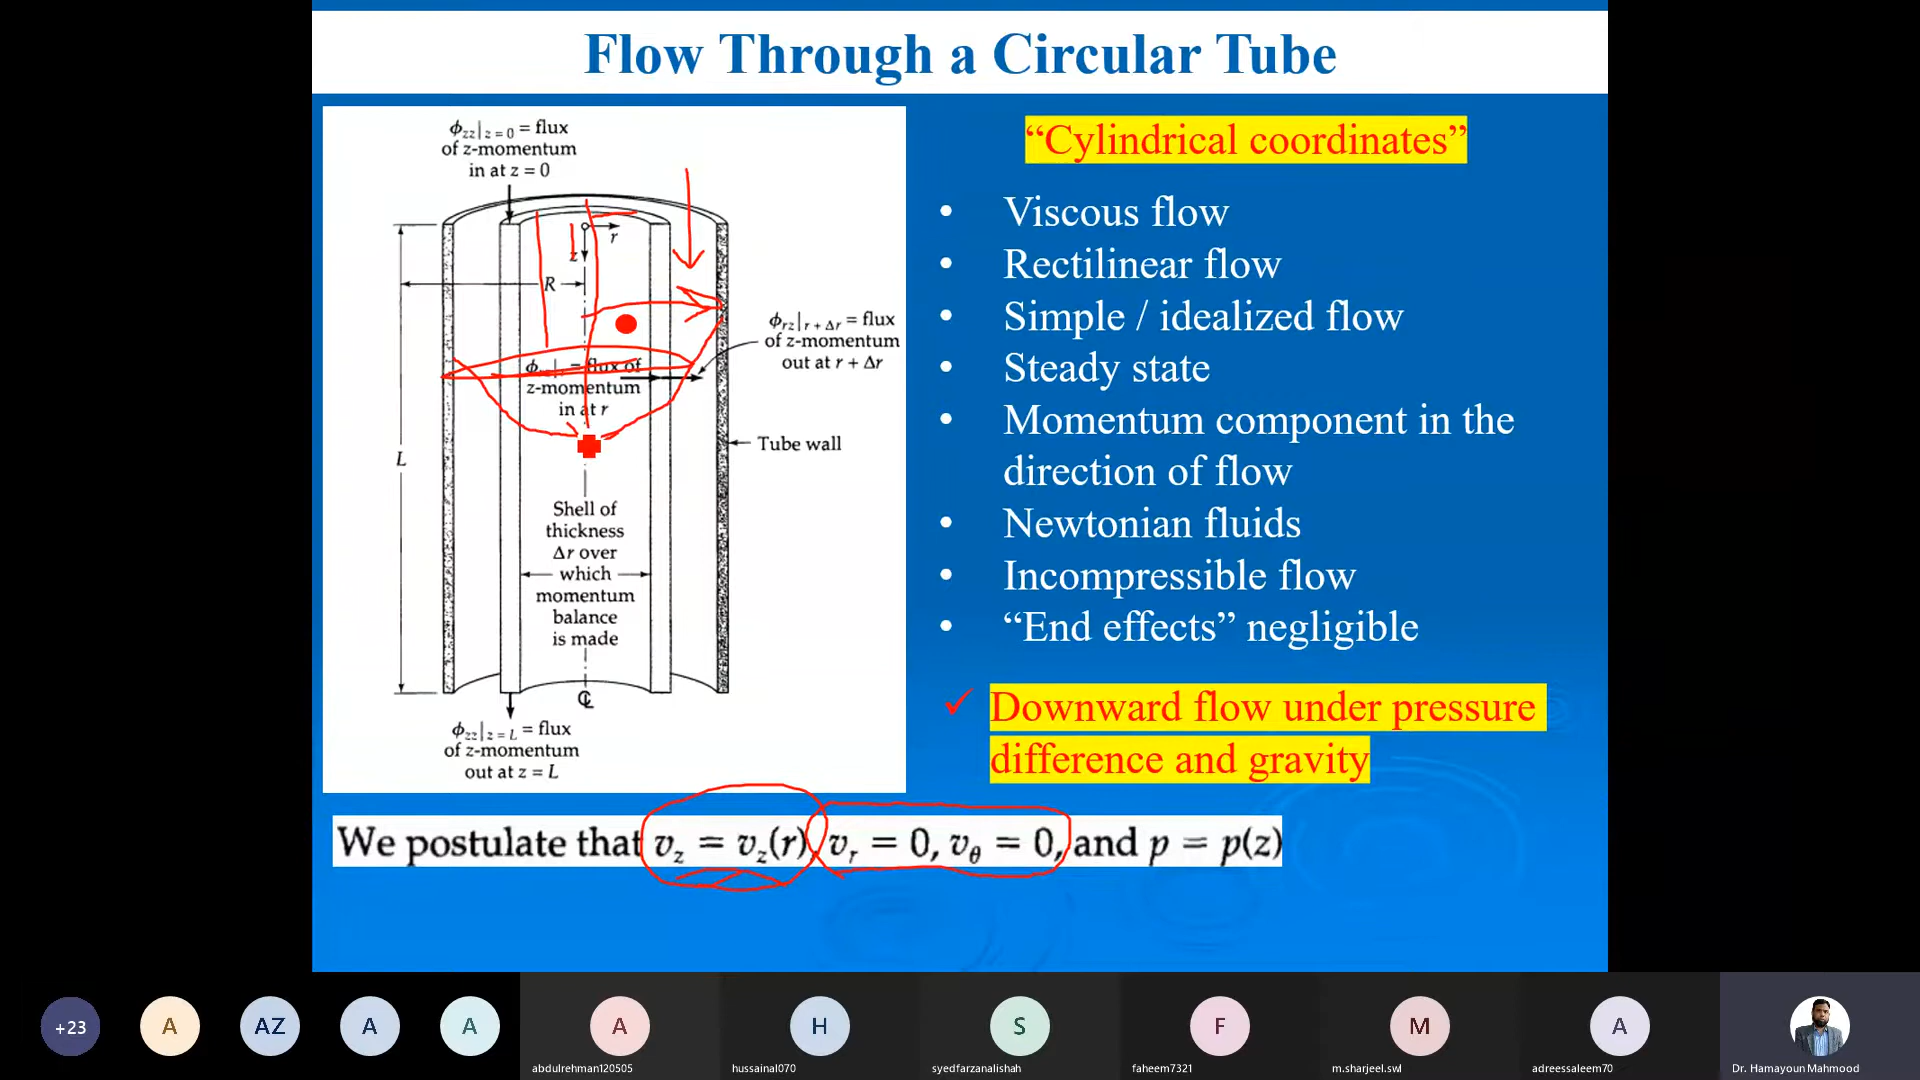 Flow Through a Circular Tube
ϕzz|z = 0 = flux
of z-momentum
in at z = 0
r
z
R
ϕrz|r + Δr = flux
of z-momentum
out at r + Δr
= flux of
z-momentum
in at r
L
Tube wall
Shell of
thickness
Δr over
which
momentum
balance
is made
℄
ϕzz|z = L = flux
of z-momentum
out at z = L
“Cylindrical coordinates”
• Viscous flow
• Rectilinear flow
• Simple / idealized flow
• Steady state
• Momentum component in the
direction of flow
• Newtonian fluids
• Incompressible flow
• “End effects” negligible
✓ Downward flow under pressure
difference and gravity
We postulate that vz = vz(r), vr = 0, vθ = 0, and p = p(z)
+23
A
AZ
A
A
A
H
S
F
M
A
abdulrehman120505
hussainal070
syedfarzanalishah
faheem7321
m.sharjeel.swl
adreessaleem70
Dr. Hamayoun Mahmood